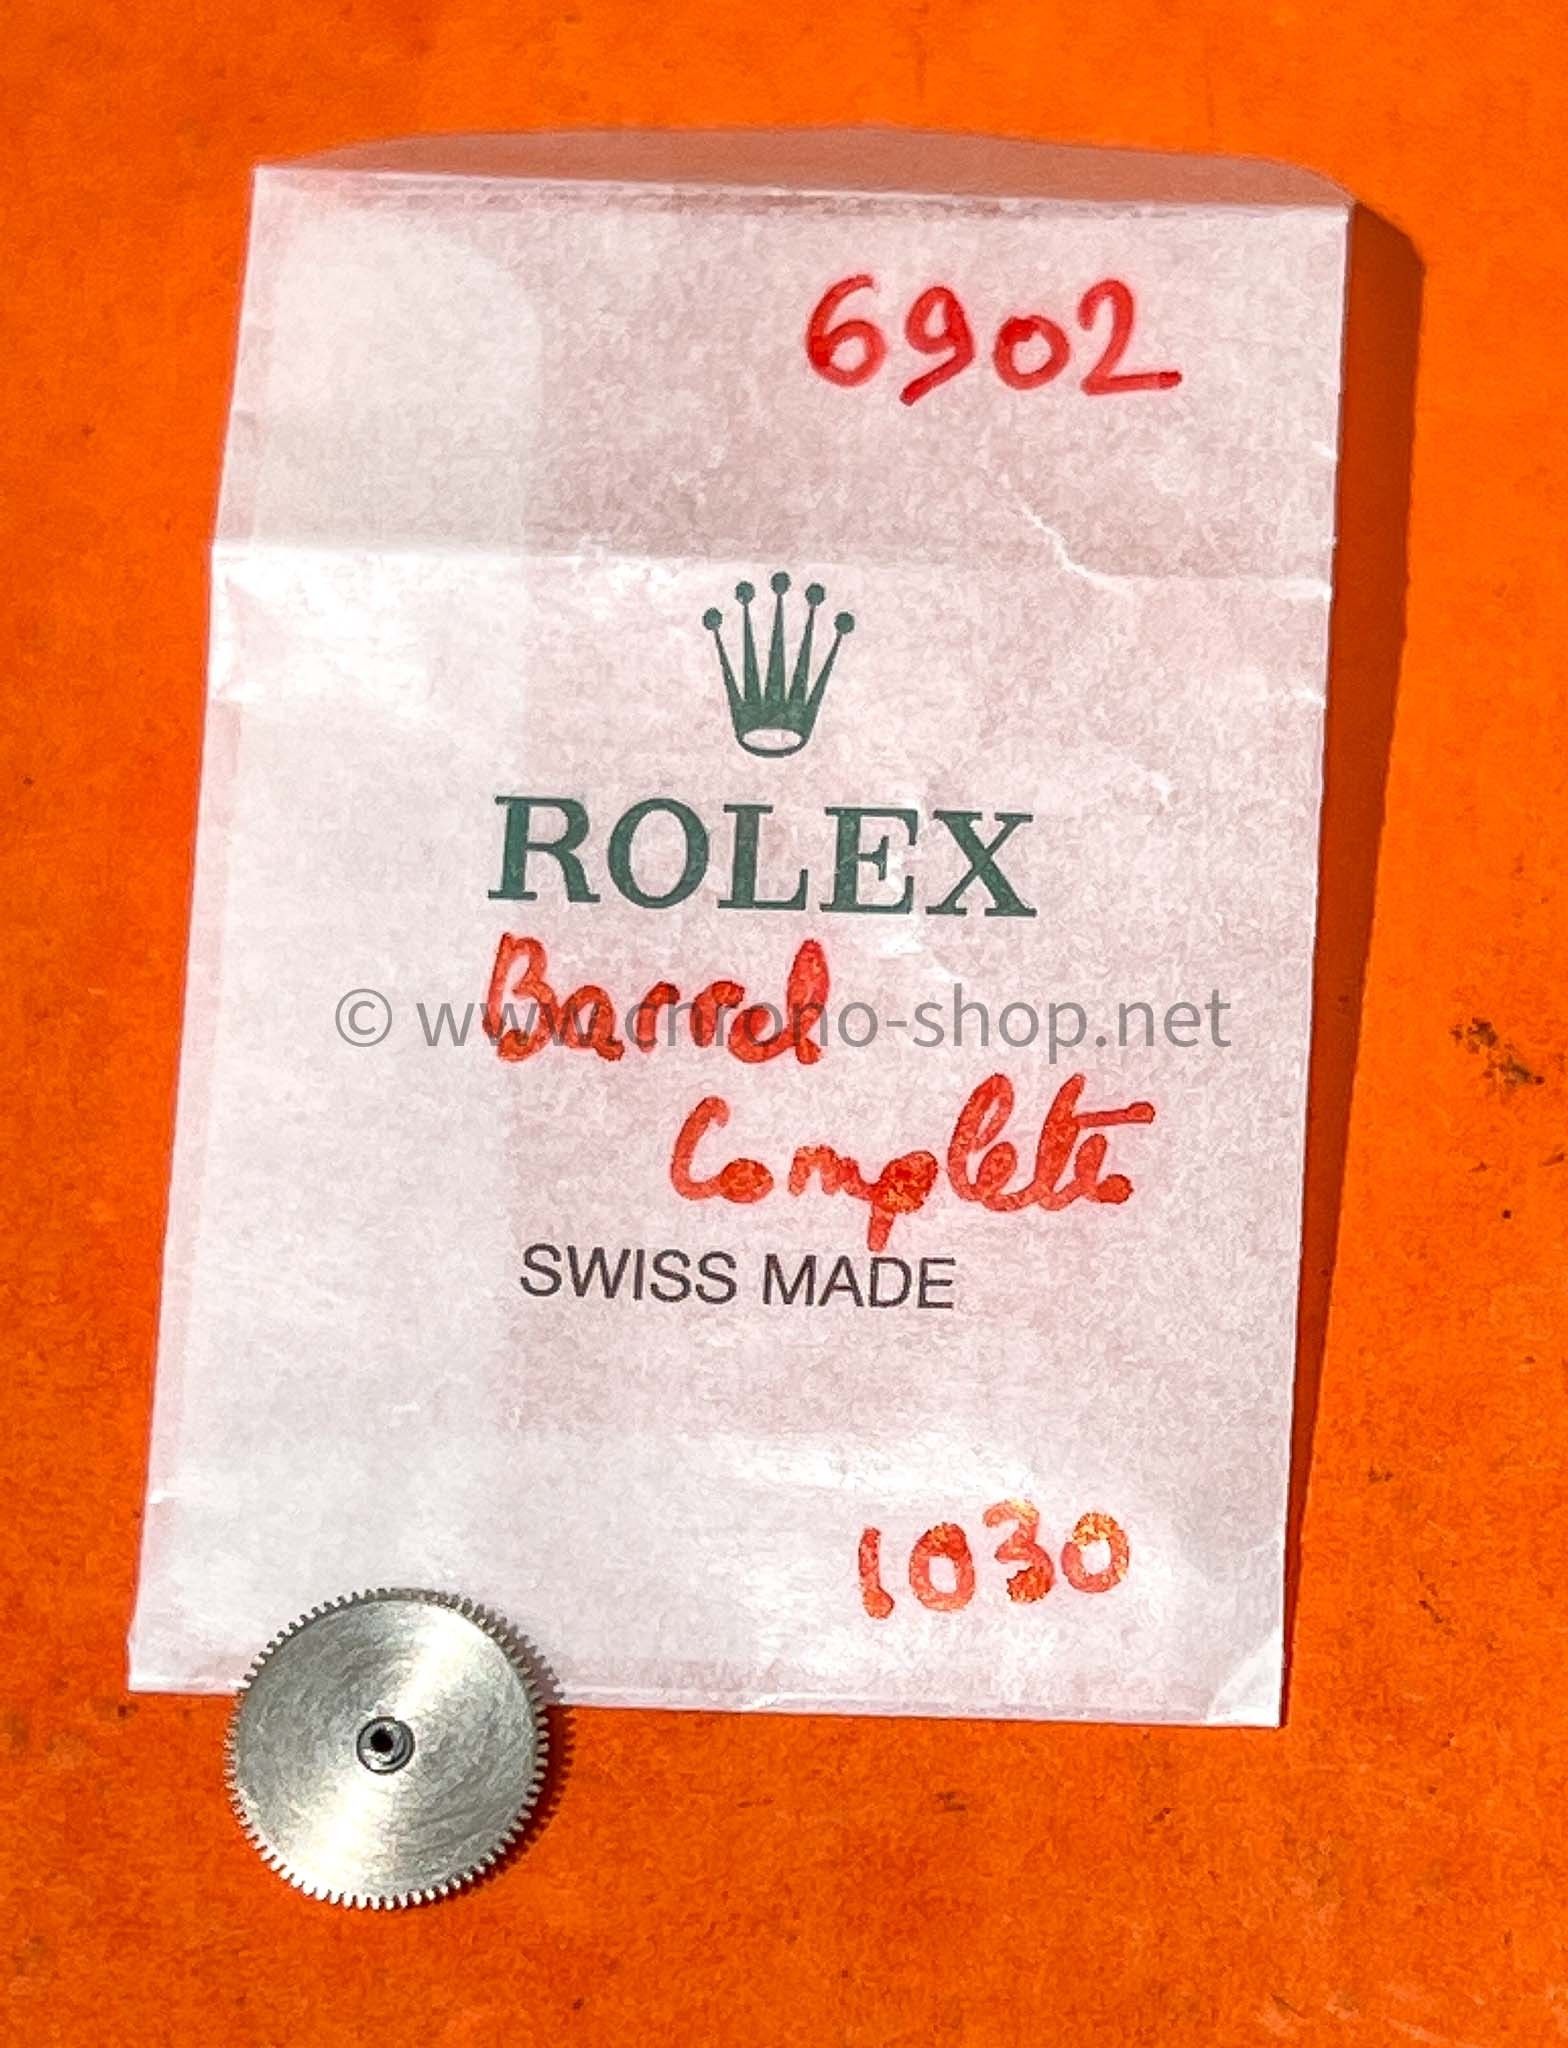 6902
ROLEX
Barrel
© www.chrono-shop.net
Complete
SWISS MADE
1030